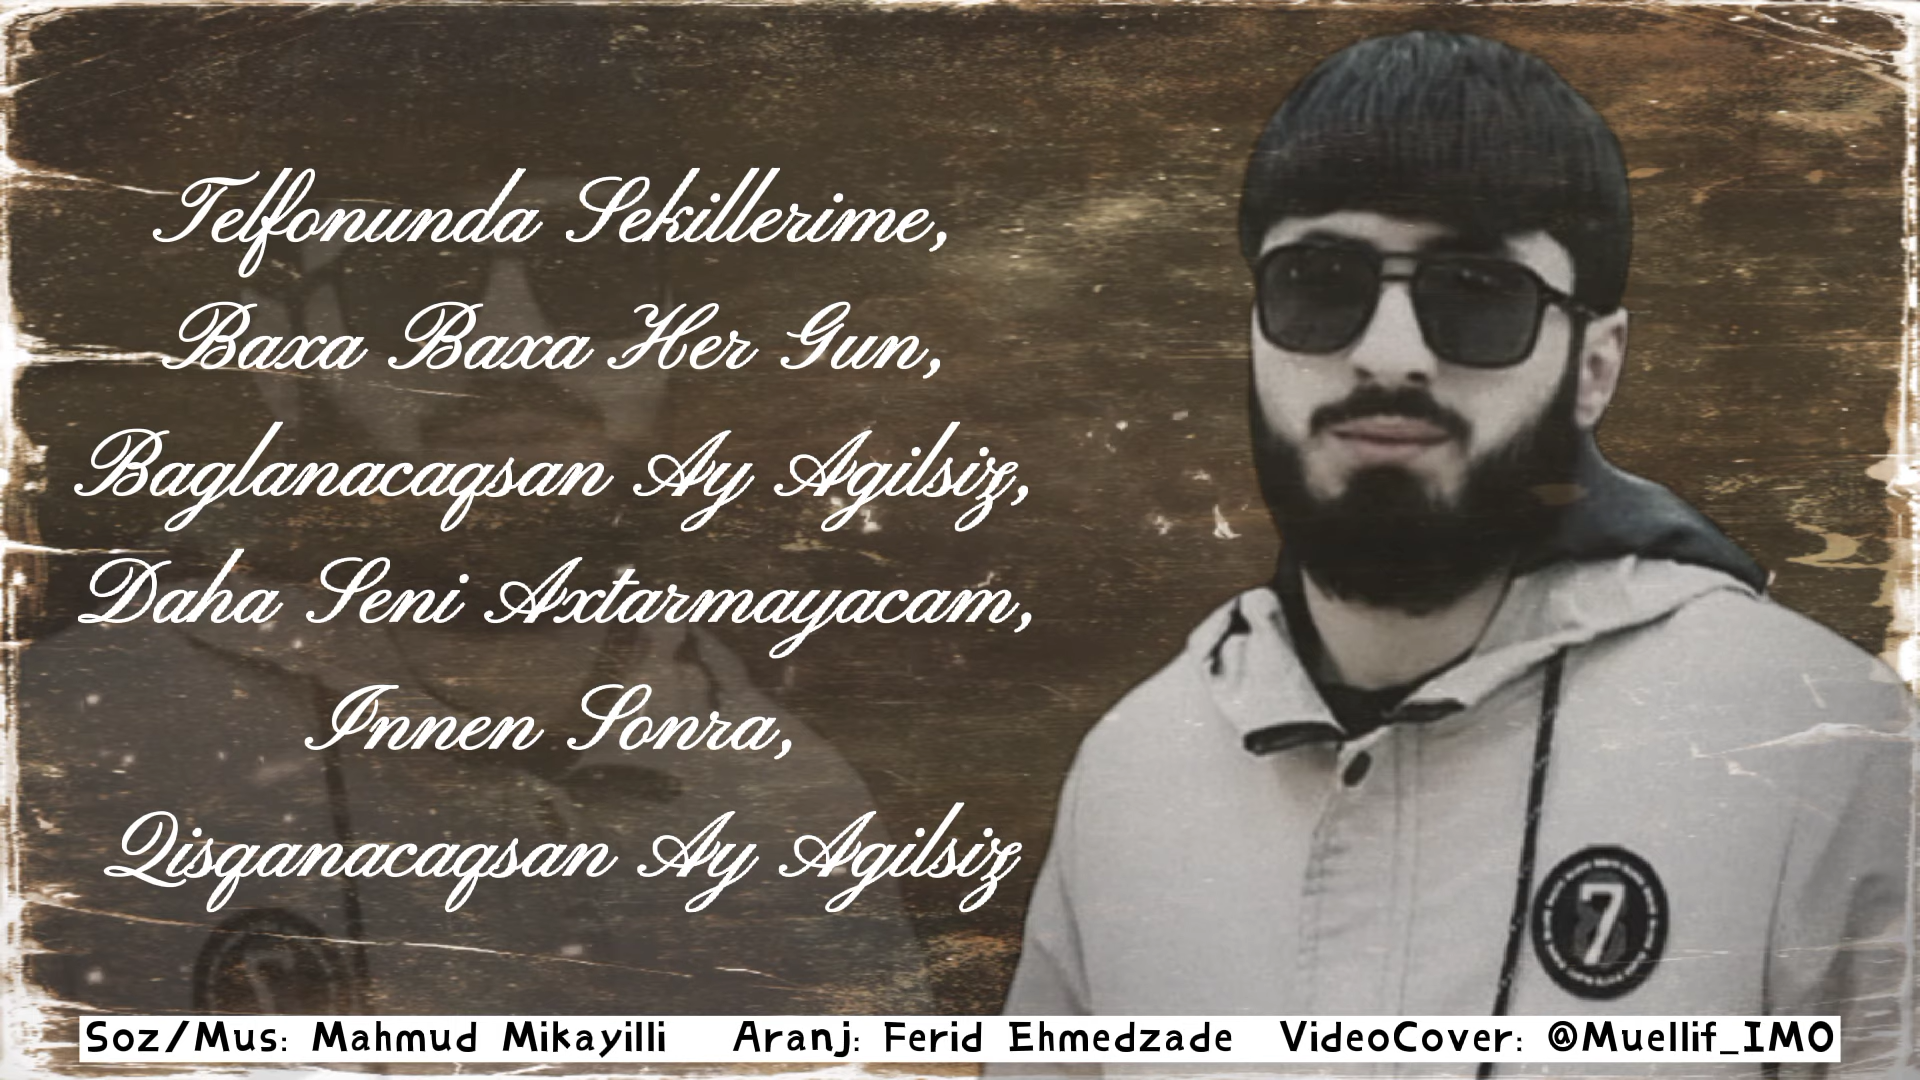 Telfonunda Sekillerime,
Baxa Baxa Her Gun,
Baglanacaqsan Ay Agilsiz,
Daha Seni Axtarmayacam,
Innen Sonra,
Qisqanacaqsan Ay Agilsiz
7
Soz/Mus: Mahmud Mikayilli Aranj: Ferid Ehmedzade VideoCover: @Muellif_IMO